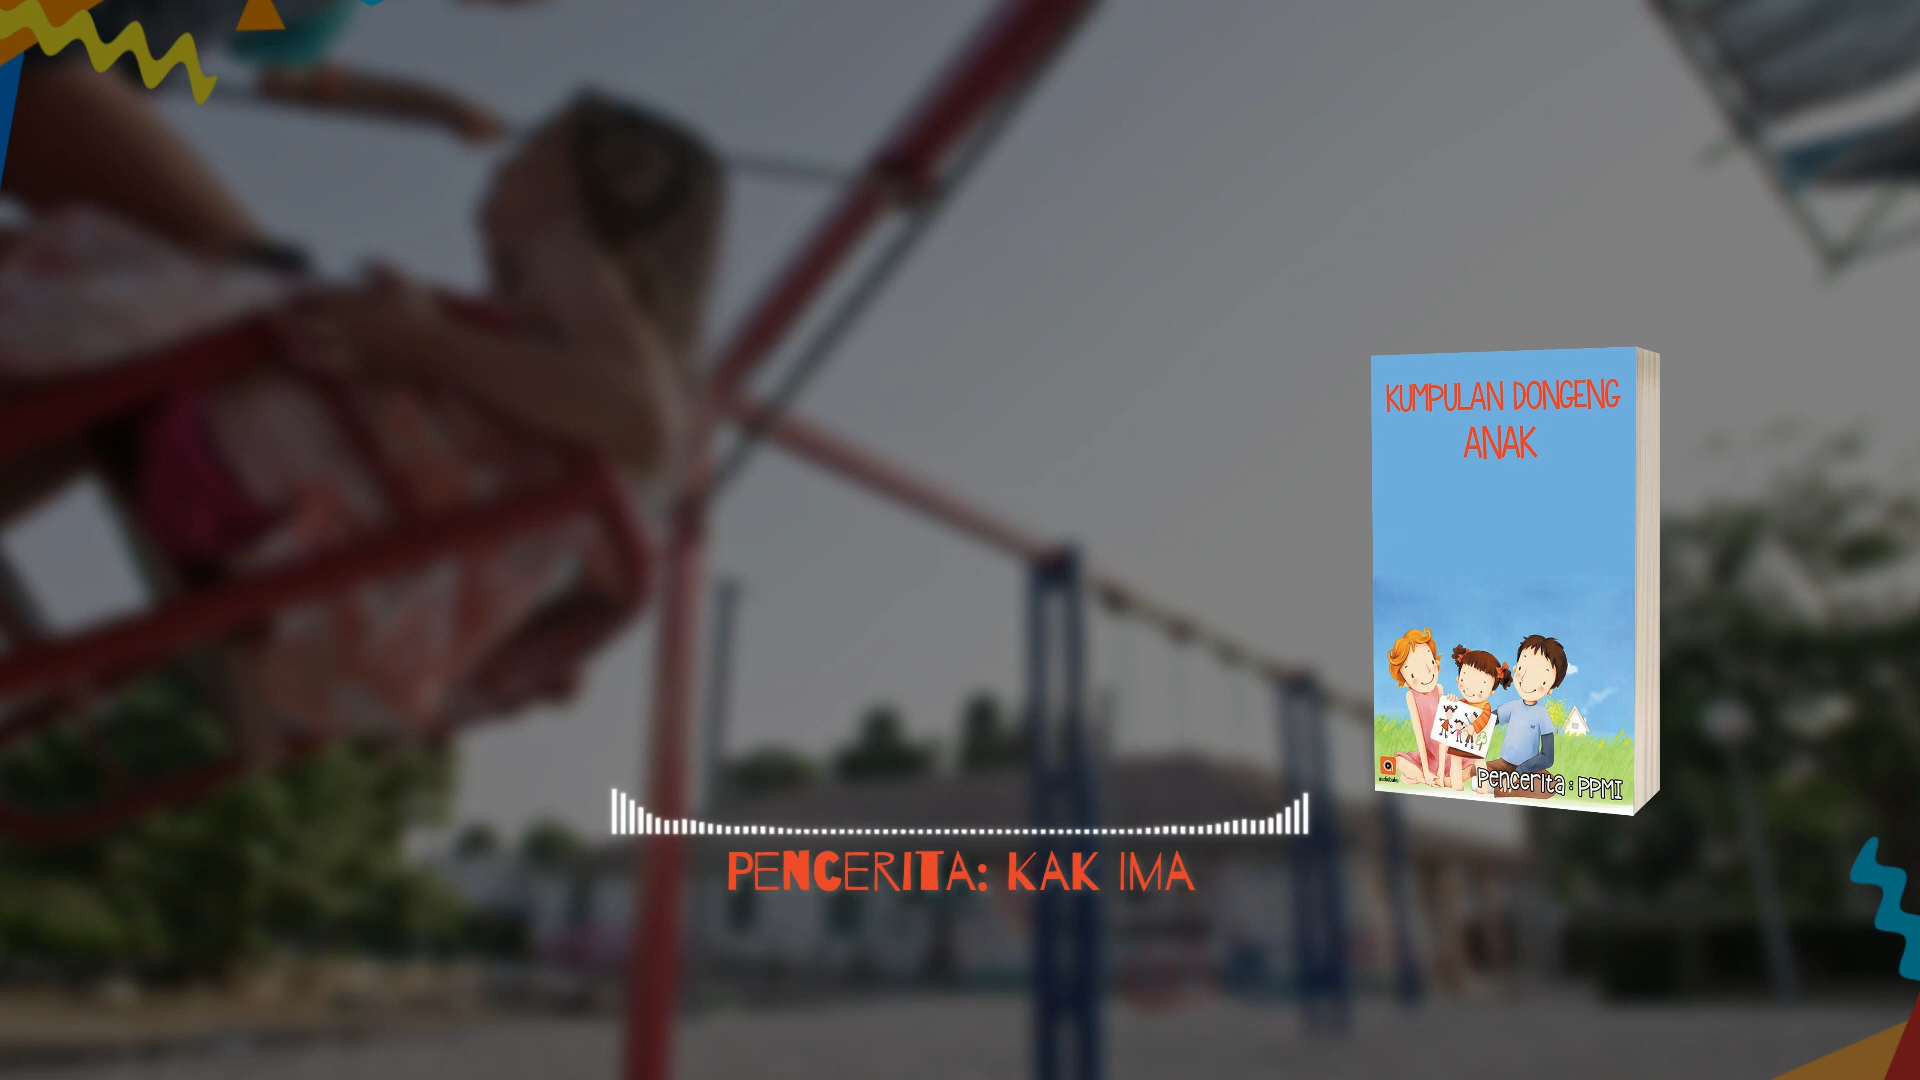 KUMPULAN DONGENG
ANAK
Pencerita : PPMI
PENCERITA: KAK IMA